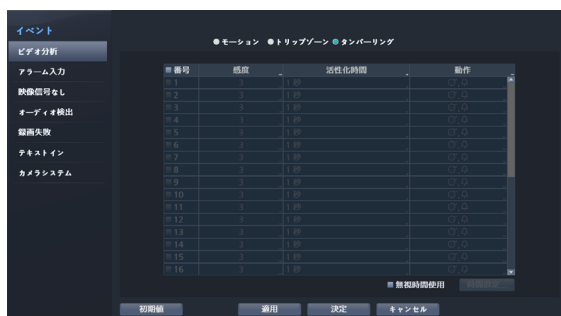 イベント
ビデオ分析
アラーム入力
映像信号なし
オーディオ検出
録画失敗
テキストイン
カメラシステム
モーション トリップゾーン タンパーリング
番号 感度 活性化時間 動作
1 3 1 秒
2 3 1 秒
3 3 1 秒
4 3 1 秒
5 3 1 秒
6 3 1 秒
7 3 1 秒
8 3 1 秒
9 3 1 秒
10 3 1 秒
11 3 1 秒
12 3 1 秒
13 3 1 秒
14 3 1 秒
15 3 1 秒
16 3 1 秒
無視時間使用
初期値 適用 決定 キャンセル